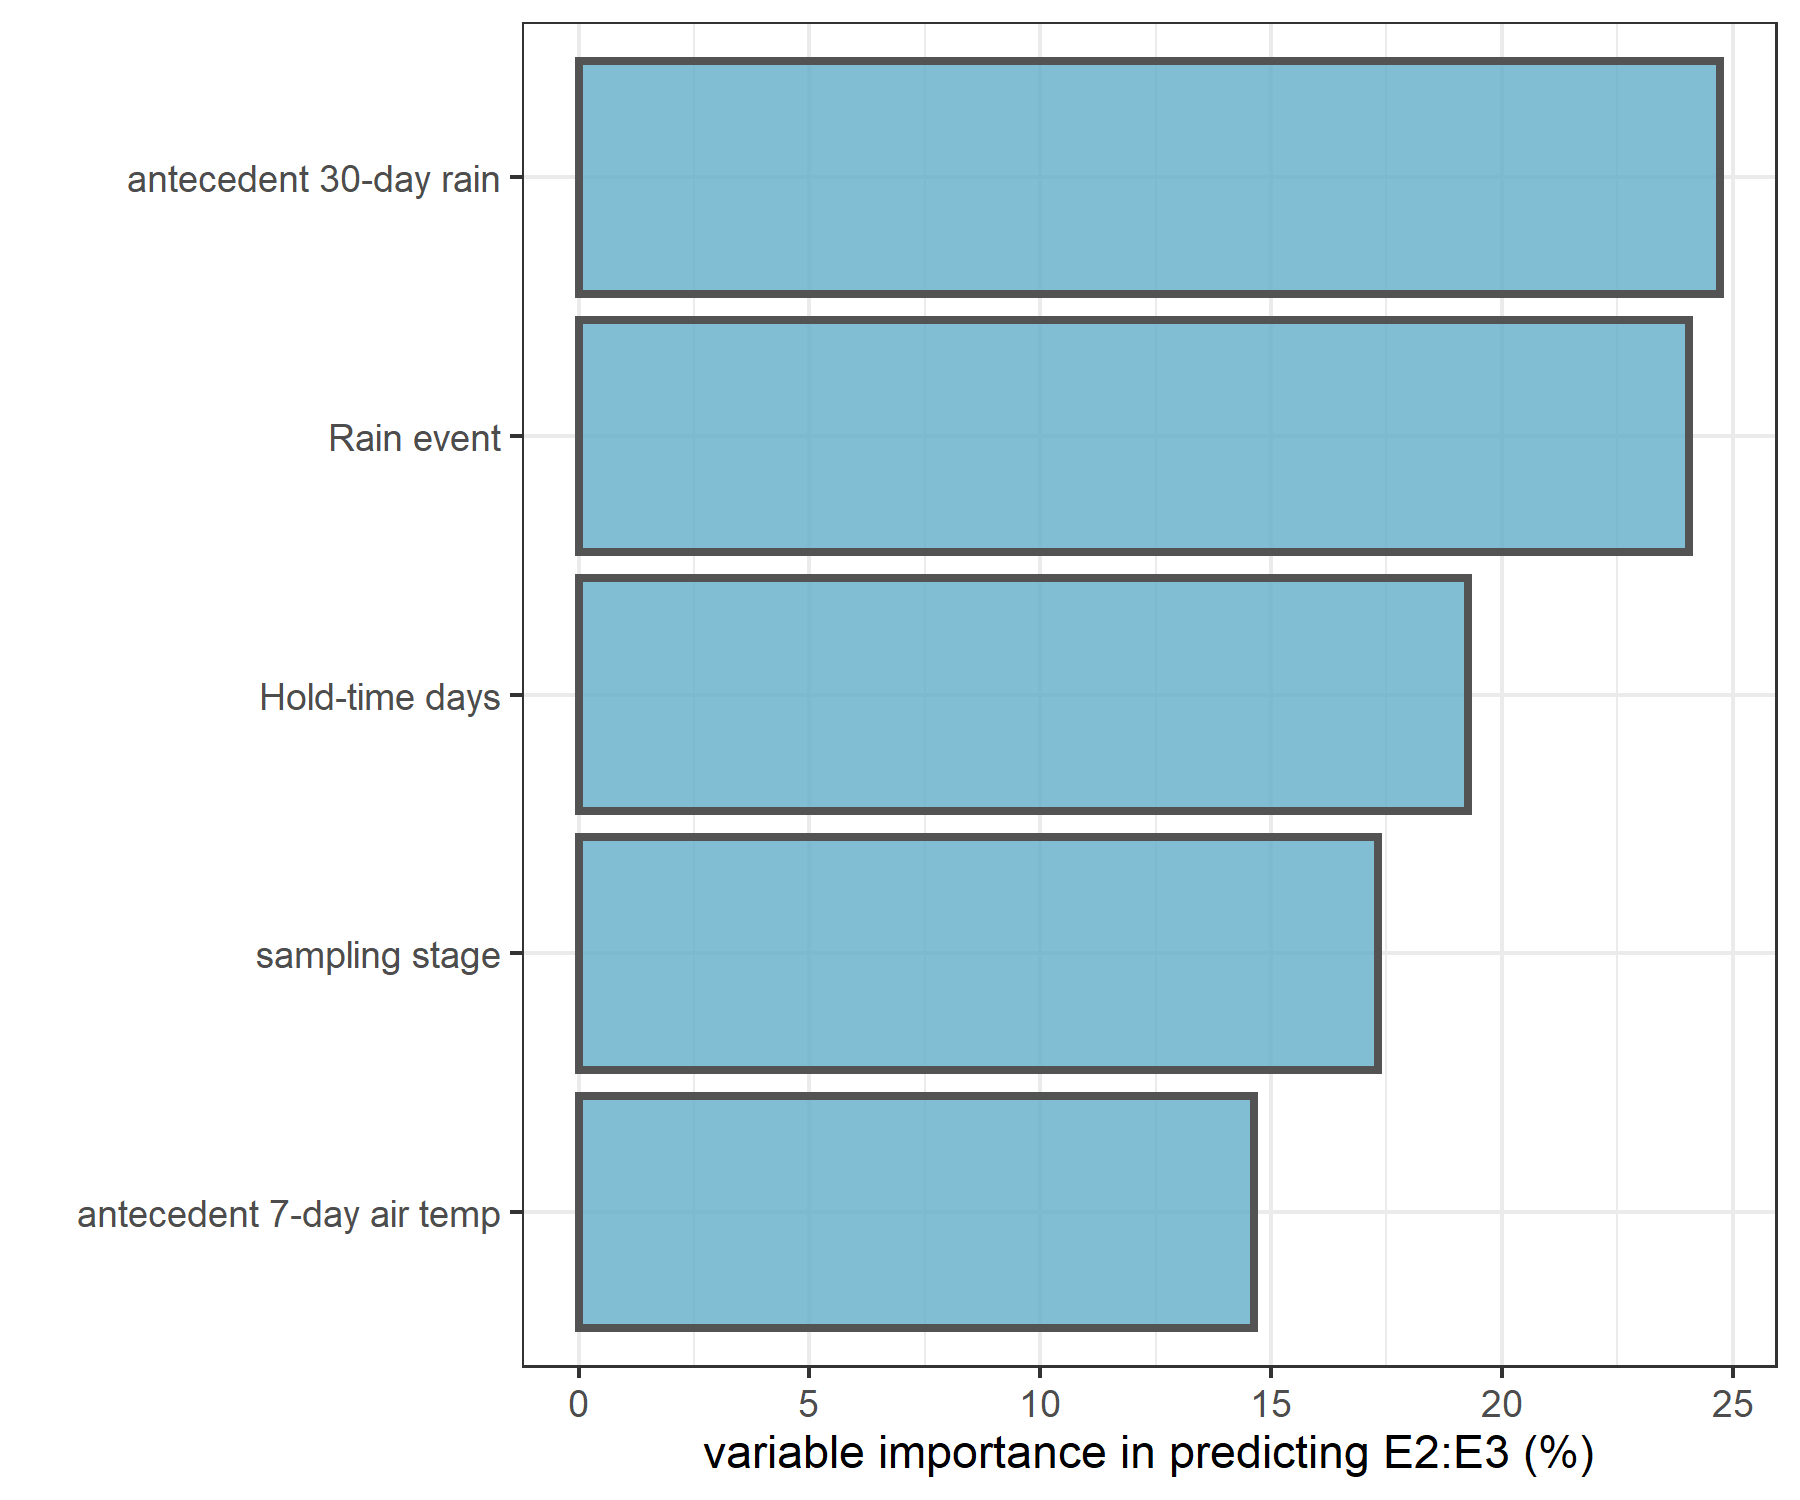 antecedent 30-day rain
Rain event
Hold-time days
sampling stage
antecedent 7-day air temp
0 5 10 15 20 25
variable importance in predicting E2:E3 (%)